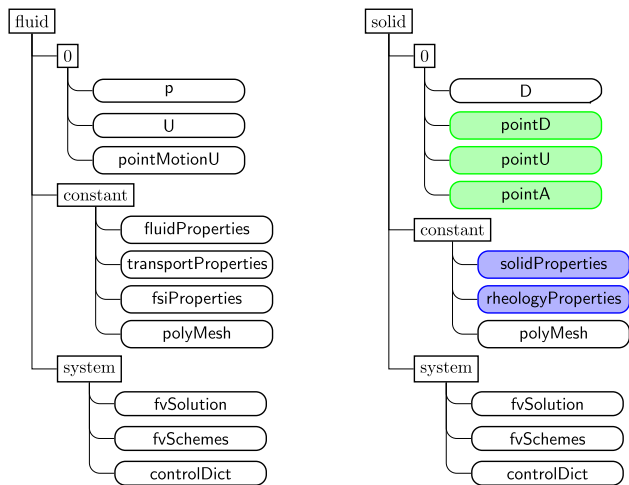 fluid
0
p
U
pointMotionU
constant
fluidProperties
transportProperties
fsiProperties
polyMesh
system
fvSolution
fvSchemes
controlDict
solid
0
D
pointD
pointU
pointA
constant
solidProperties
rheologyProperties
polyMesh
system
fvSolution
fvSchemes
controlDict